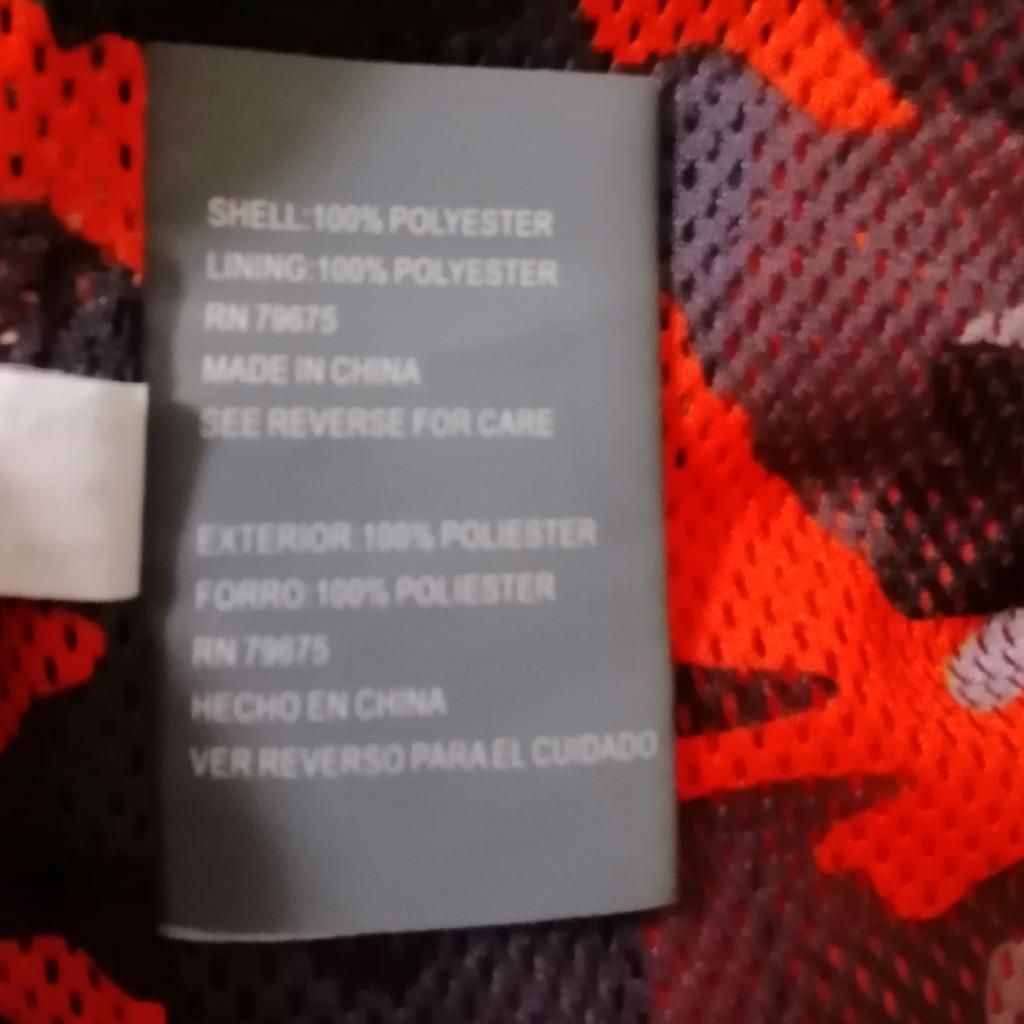 SHELL:100% POLYESTER
LINING:100% POLYESTER
RN 79675
MADE IN CHINA
SEE REVERSE FOR CARE
EXTERIOR:100% POLIESTER
FORRO:100% POLIESTER
RN 79675
HECHO EN CHINA
VER REVERSO PARA EL CUIDADO